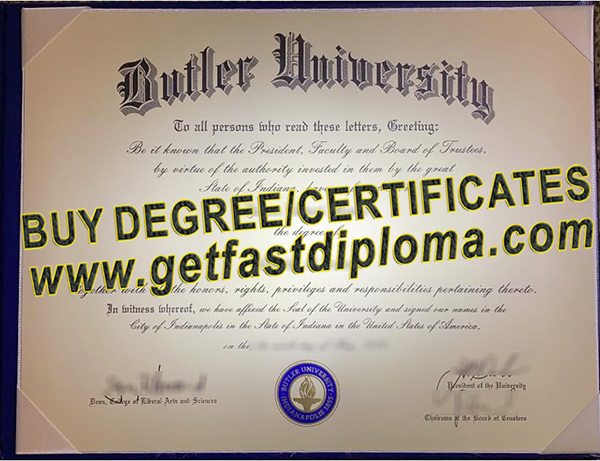 Butler University
To all persons who read these letters, Greeting:
Be it known that the President, Faculty and Board of Trustees,
by virtue of the authority invested in them by the great
State of Indiana, have
BUY DEGREE/CERTIFICATES
the degree
www.getfastdiploma.com
together with the honors, rights, privileges and responsibilities pertaining thereto.
In witness whereof, we have affixed the Seal of the University and signed our names in the
City of Indianapolis in the State of Indiana in the United States of America,
on the
BUTLER UNIVERSITY
INDIANAPOLIS 1855
Dean, College of Liberal Arts and Sciences
President of the University
Chairman of the Board of Trustees